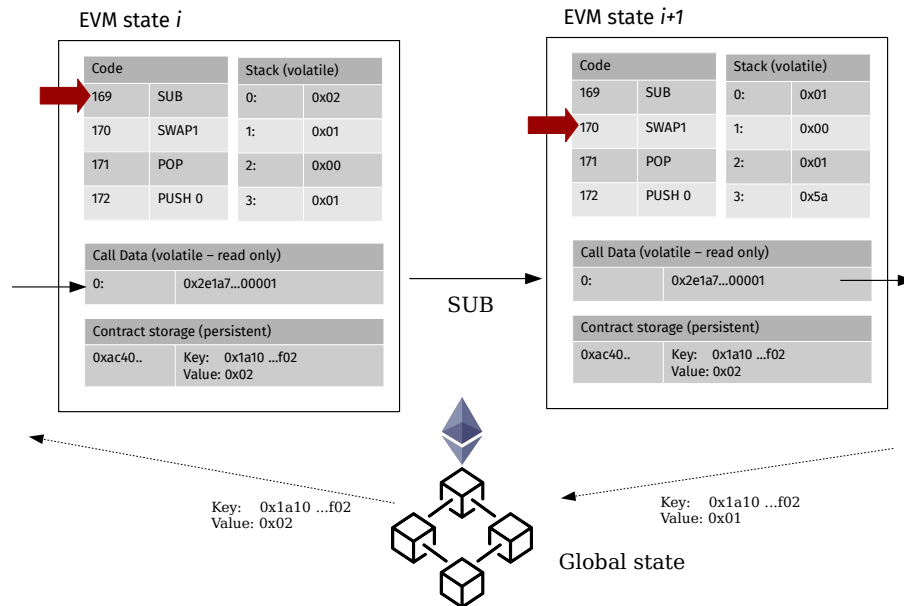 EVM state i
Code
169 SUB
170 SWAP1
171 POP
172 PUSH 0
Stack (volatile)
0: 0x02
1: 0x01
2: 0x00
3: 0x01
Call Data (volatile – read only)
0: 0x2e1a7...00001
Contract storage (persistent)
0xac40.. Key: 0x1a10 ...f02
Value: 0x02
SUB
EVM state i+1
Code
169 SUB
170 SWAP1
171 POP
172 PUSH 0
Stack (volatile)
0: 0x01
1: 0x00
2: 0x01
3: 0x5a
Call Data (volatile – read only)
0: 0x2e1a7...00001
Contract storage (persistent)
0xac40.. Key: 0x1a10 ...f02
Value: 0x02
Key: 0x1a10 ...f02
Value: 0x02
Key: 0x1a10 ...f02
Value: 0x01
Global state